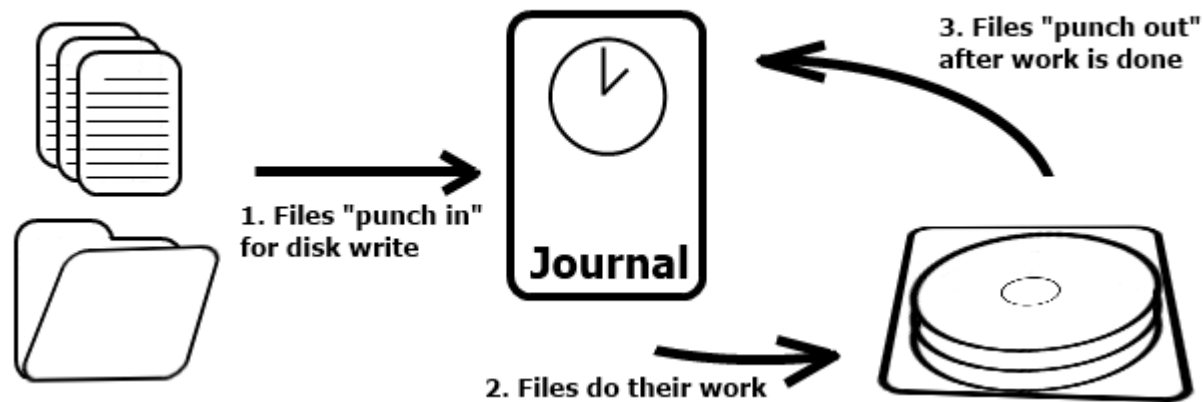 1. Files "punch in"
for disk write
Journal
2. Files do their work
3. Files "punch out"
after work is done